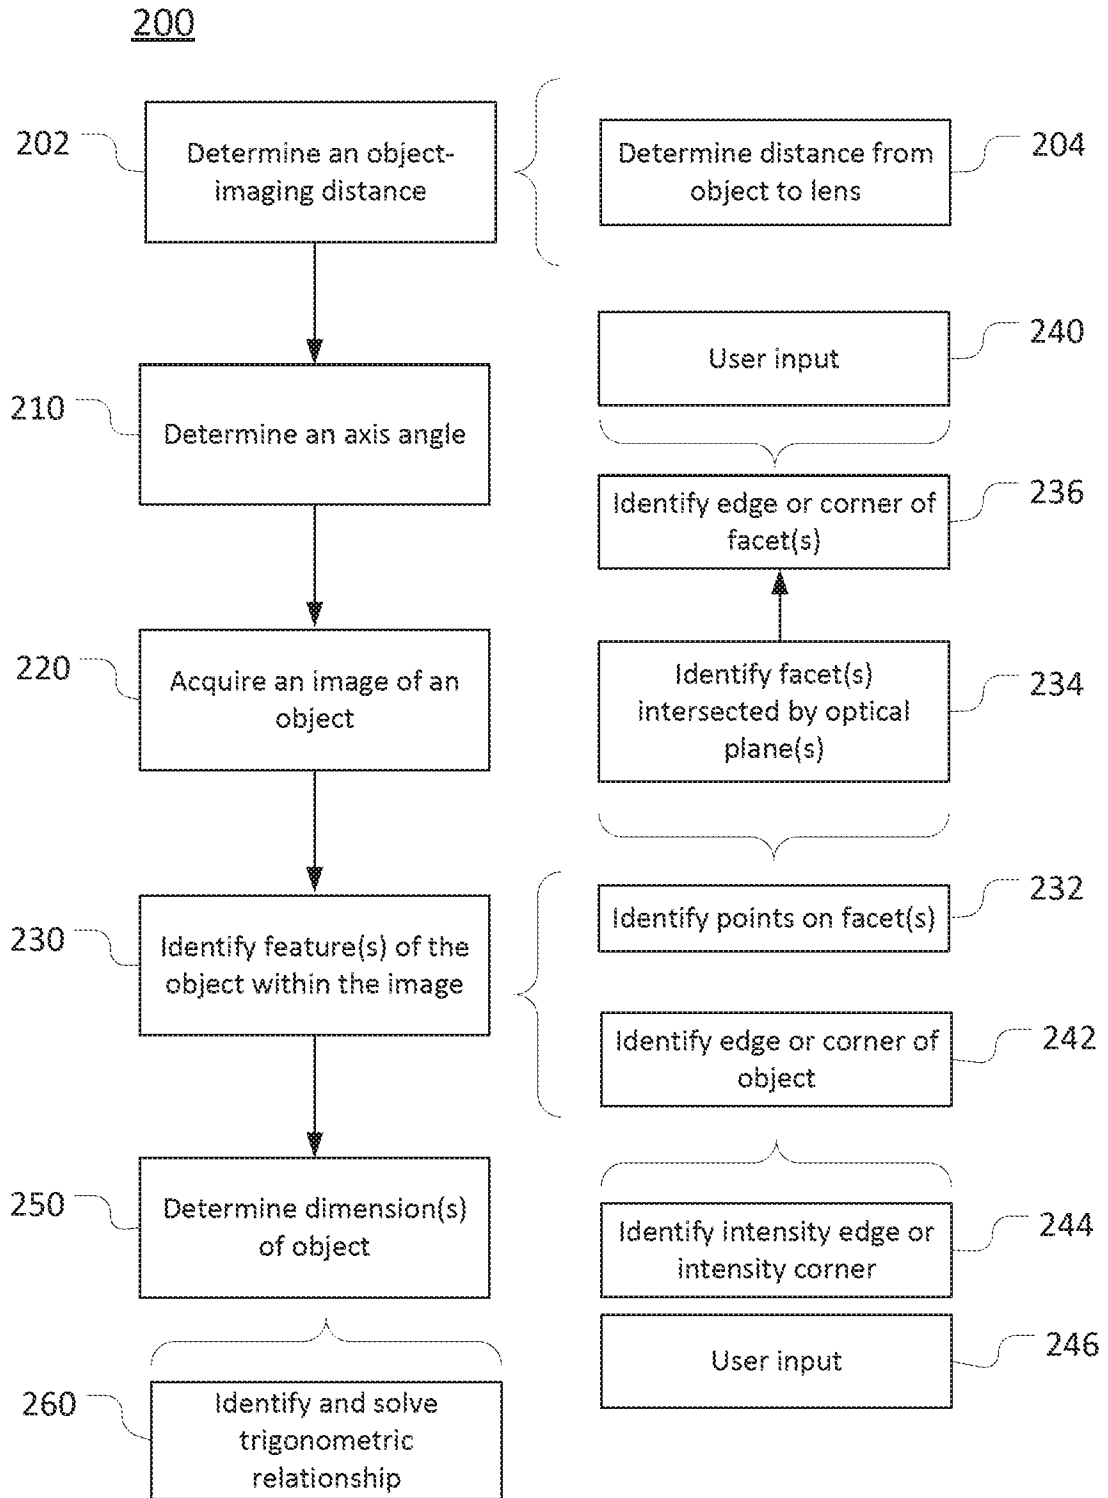 200
202
Determine an object-
imaging distance
Determine distance from
object to lens
204
User input
240
210
Determine an axis angle
Identify edge or corner of
facet(s)
236
220
Acquire an image of an
object
Identify facet(s)
intersected by optical
plane(s)
234
230
Identify feature(s) of the
object within the image
Identify points on facet(s)
232
Identify edge or corner of
object
242
250
Determine dimension(s)
of object
Identify intensity edge or
intensity corner
244
User input
246
260
Identify and solve
trigonometric
relationship